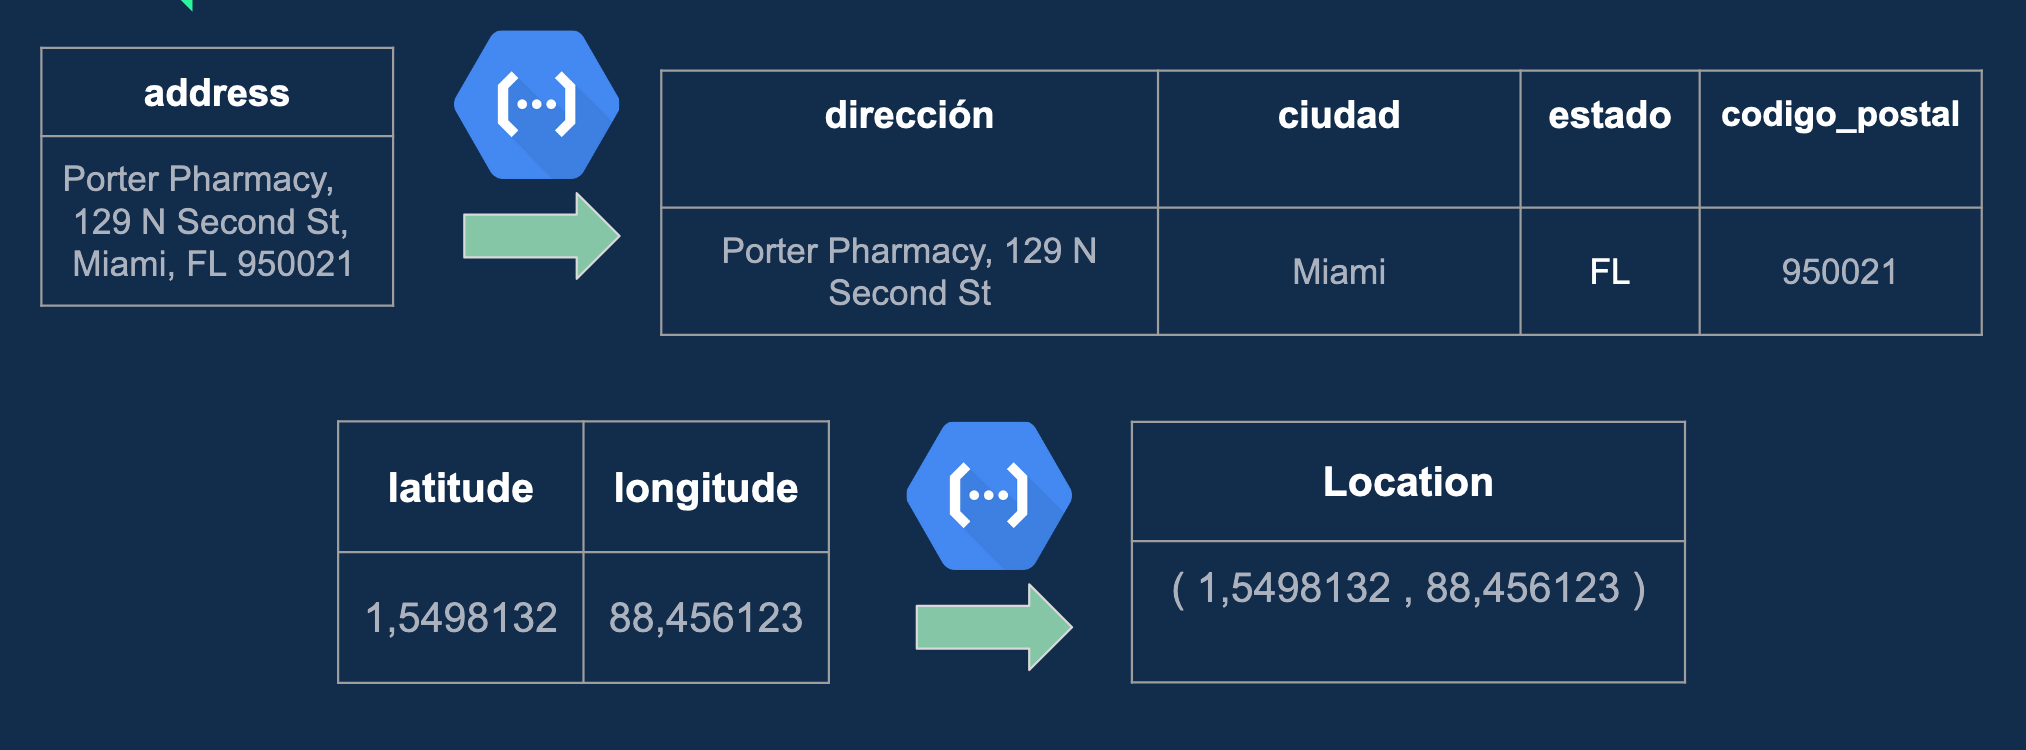 address
Porter Pharmacy,
129 N Second St,
Miami, FL 950021
dirección
ciudad
estado
codigo_postal
Porter Pharmacy, 129 N
Second St
Miami
FL
950021
latitude
longitude
1,5498132
88,456123
Location
( 1,5498132 , 88,456123 )